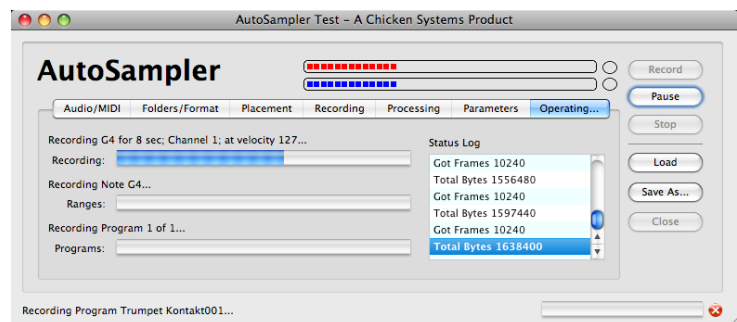 AutoSampler Test – A Chicken Systems Product
AutoSampler
Record
Pause
Stop
Load
Save As...
Close
Audio/MIDI Folders/Format Placement Recording Processing Parameters Operating...
Recording G4 for 8 sec; Channel 1; at velocity 127...
Recording:
Recording Note G4...
Ranges:
Recording Program 1 of 1...
Programs:
Status Log
Got Frames 10240
Total Bytes 1556480
Got Frames 10240
Total Bytes 1597440
Got Frames 10240
Total Bytes 1638400
Recording Program Trumpet Kontakt001...